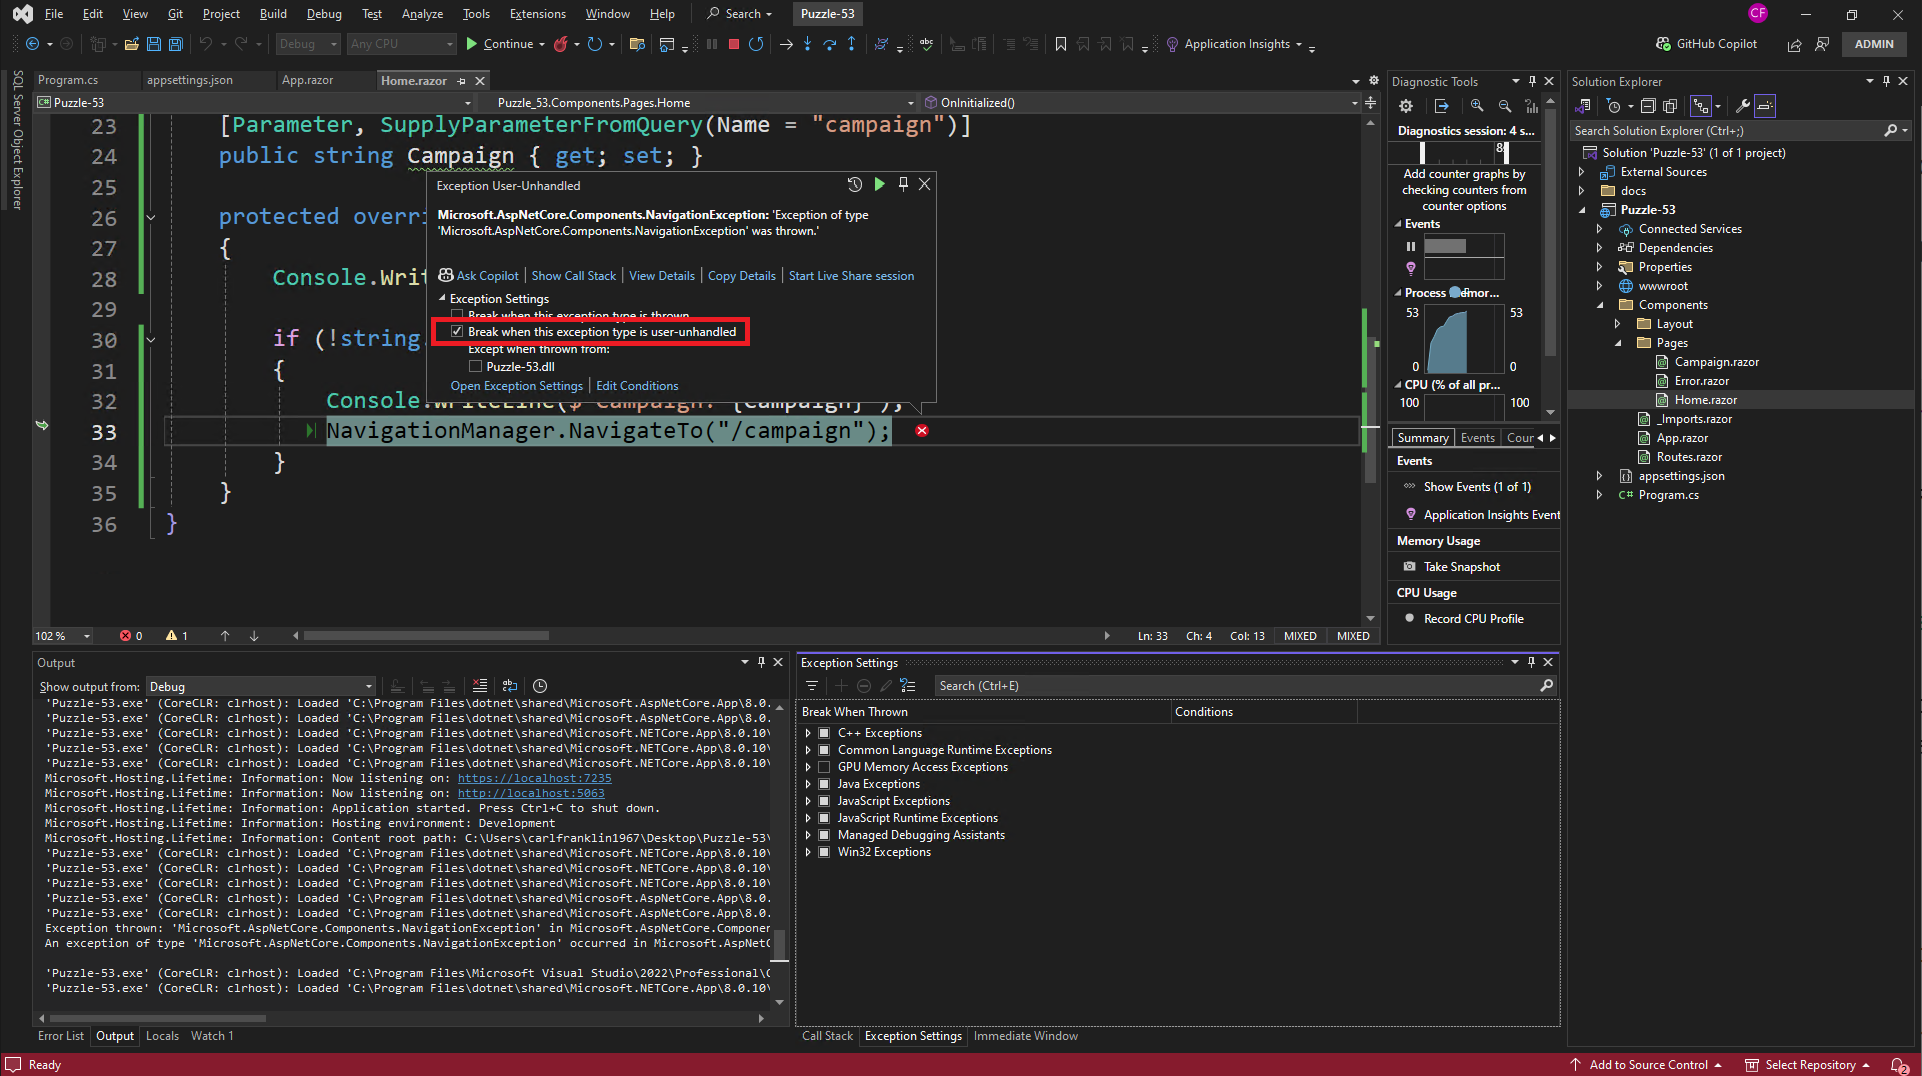 File Edit View Git Project Build Debug Test Analyze Tools Extensions Window Help Search Puzzle-53 CF
Debug Any CPU Continue Application Insights GitHub Copilot ADMIN
SQL Server Object Explorer
Program.cs appsettings.json App.razor Home.razor
Puzzle-53 Puzzle_53.Components.Pages.Home OnInitialized()
23 [Parameter, SupplyParameterFromQuery(Name = "campaign")]
24 public string Campaign { get; set; }
25
26 protected overri
27 {
28 Console.Writ
29
30 if (!string.
31 {
32 Console.WriteLine($"Campaign: {Campaign}");
33 NavigationManager.NavigateTo("/campaign");
34 }
35 }
36 }
Exception User-Unhandled
Microsoft.AspNetCore.Components.NavigationException: 'Exception of type
'Microsoft.AspNetCore.Components.NavigationException' was thrown.'
Ask Copilot | Show Call Stack | View Details | Copy Details | Start Live Share session
Exception Settings
Break when this exception type is thrown
Break when this exception type is user-unhandled
Except when thrown from:
Puzzle-53.dll
Open Exception Settings | Edit Conditions
102 % 0 1 Ln: 33 Ch: 4 Col: 13 MIXED MIXED
Diagnostic Tools
Diagnostics session: 4 s...
Add counter graphs by
checking counters from
counter options
Events
53 53
0 0
CPU (% of all pr...
100 100
Summary Events Cour
Events
Show Events (1 of 1)
Application Insights Event
Memory Usage
Take Snapshot
CPU Usage
Record CPU Profile
Solution Explorer
Search Solution Explorer (Ctrl+;)
Solution 'Puzzle-53' (1 of 1 project)
External Sources
docs
Puzzle-53
Connected Services
Dependencies
Properties
wwwroot
Components
Layout
Pages
Campaign.razor
Error.razor
Home.razor
_Imports.razor
App.razor
Routes.razor
appsettings.json
Program.cs
Output
Show output from: Debug
'Puzzle-53.exe' (CoreCLR: clrhost): Loaded 'C:\Program Files\dotnet\shared\Microsoft.AspNetCore.App\8.0.
'Puzzle-53.exe' (CoreCLR: clrhost): Loaded 'C:\Program Files\dotnet\shared\Microsoft.AspNetCore.App\8.0.
'Puzzle-53.exe' (CoreCLR: clrhost): Loaded 'C:\Program Files\dotnet\shared\Microsoft.NETCore.App\8.0.10\
'Puzzle-53.exe' (CoreCLR: clrhost): Loaded 'C:\Program Files\dotnet\shared\Microsoft.NETCore.App\8.0.10\
'Puzzle-53.exe' (CoreCLR: clrhost): Loaded 'C:\Program Files\dotnet\shared\Microsoft.NETCore.App\8.0.10\
Microsoft.Hosting.Lifetime: Information: Now listening on: https://localhost:7235
Microsoft.Hosting.Lifetime: Information: Now listening on: http://localhost:5063
Microsoft.Hosting.Lifetime: Information: Application started. Press Ctrl+C to shut down.
Microsoft.Hosting.Lifetime: Information: Hosting environment: Development
Microsoft.Hosting.Lifetime: Information: Content root path: C:\Users\carlfranklin1967\Desktop\Puzzle-53\
'Puzzle-53.exe' (CoreCLR: clrhost): Loaded 'C:\Program Files\dotnet\shared\Microsoft.NETCore.App\8.0.10\
'Puzzle-53.exe' (CoreCLR: clrhost): Loaded 'C:\Program Files\dotnet\shared\Microsoft.NETCore.App\8.0.10\
'Puzzle-53.exe' (CoreCLR: clrhost): Loaded 'C:\Program Files\dotnet\shared\Microsoft.NETCore.App\8.0.10\
'Puzzle-53.exe' (CoreCLR: clrhost): Loaded 'C:\Program Files\dotnet\shared\Microsoft.AspNetCore.App\8.0.
'Puzzle-53.exe' (CoreCLR: clrhost): Loaded 'C:\Program Files\dotnet\shared\Microsoft.AspNetCore.App\8.0.
Exception thrown: 'Microsoft.AspNetCore.Components.NavigationException' in Microsoft.AspNetCore.Componen
An exception of type 'Microsoft.AspNetCore.Components.NavigationException' occurred in Microsoft.AspNetC
'Puzzle-53.exe' (CoreCLR: clrhost): Loaded 'C:\Program Files\Microsoft Visual Studio\2022\Professional\C
'Puzzle-53.exe' (CoreCLR: clrhost): Loaded 'C:\Program Files\dotnet\shared\Microsoft.NETCore.App\8.0.10\
Error List Output Locals Watch 1
Exception Settings
Search (Ctrl+E)
Break When Thrown Conditions
C++ Exceptions
Common Language Runtime Exceptions
GPU Memory Access Exceptions
Java Exceptions
JavaScript Exceptions
JavaScript Runtime Exceptions
Managed Debugging Assistants
Win32 Exceptions
Call Stack Exception Settings Immediate Window
Ready Add to Source Control Select Repository 2